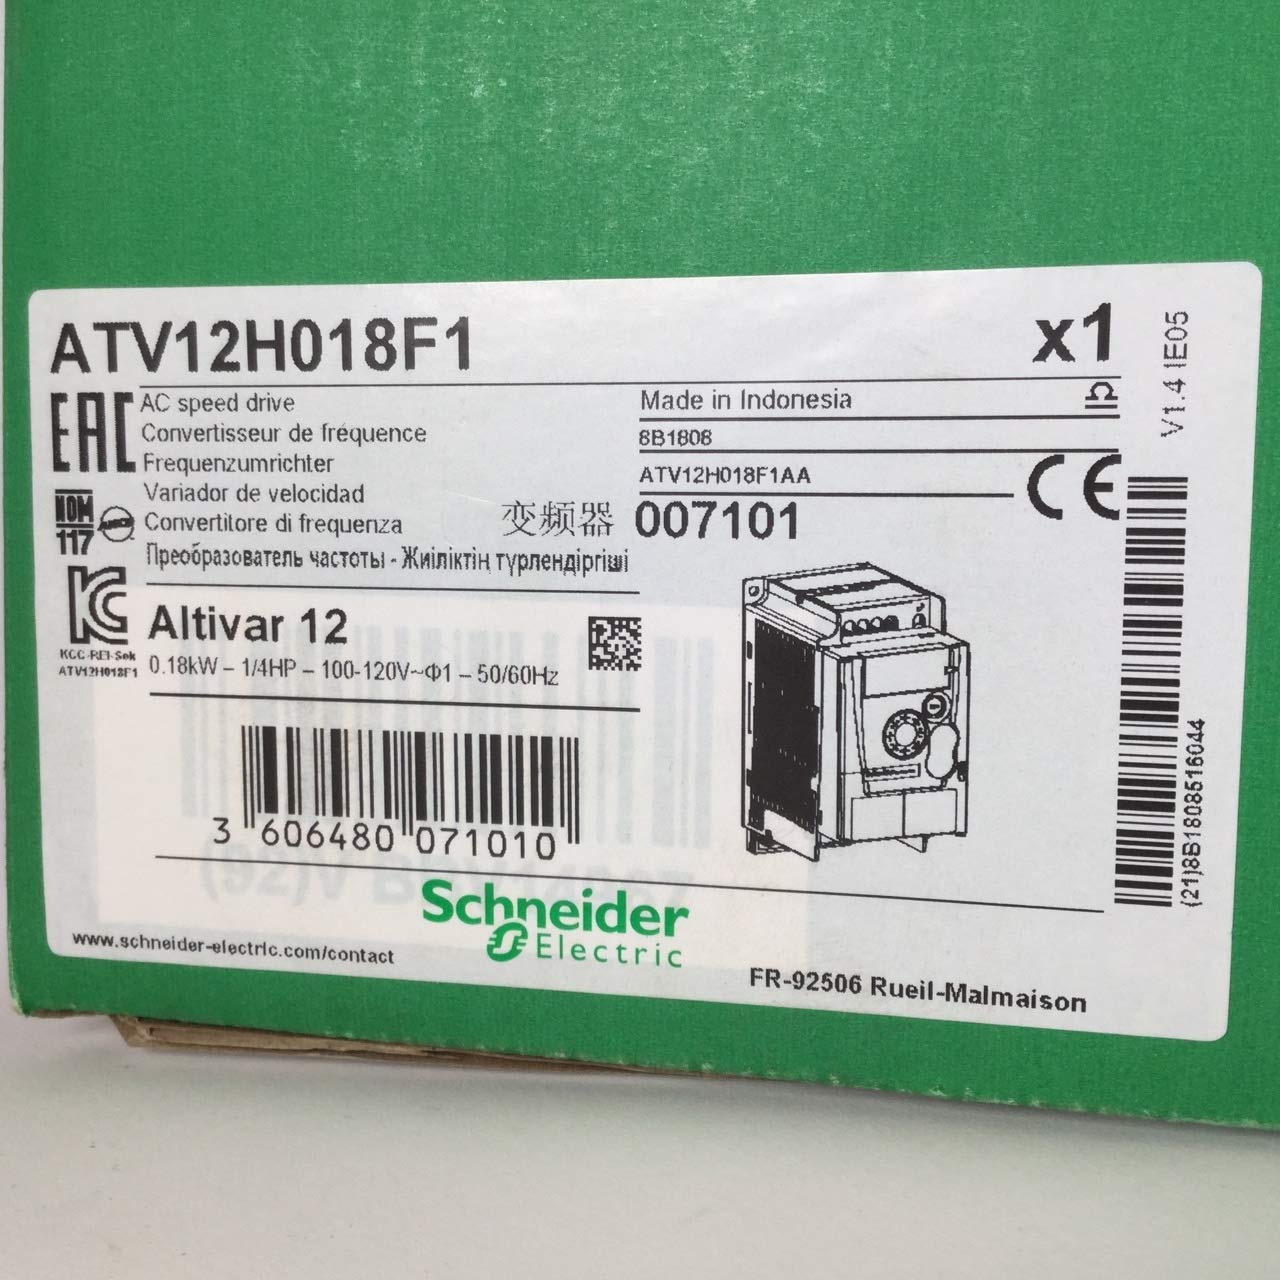 ATV12H018F1
x1
V1.4 IE05
EAC
AC speed drive
Convertisseur de fréquence
Frequenzumrichter
Variador de velocidad
Convertitore di frequenza
变频器
Преобразователь частоты - Жиіліктің түрлендіргіші
Made in Indonesia
8B1808
ATV12H018F1AA
007101
CE
NOM
117
KCC-REI-Sek
ATV12H018F1
Altivar 12
0.18kW – 1/4HP – 100-120V~Φ1 – 50/60Hz
3 606480 071010
(21)8B1808516044
Schneider
Electric
www.schneider-electric.com/contact
FR-92506 Rueil-Malmaison